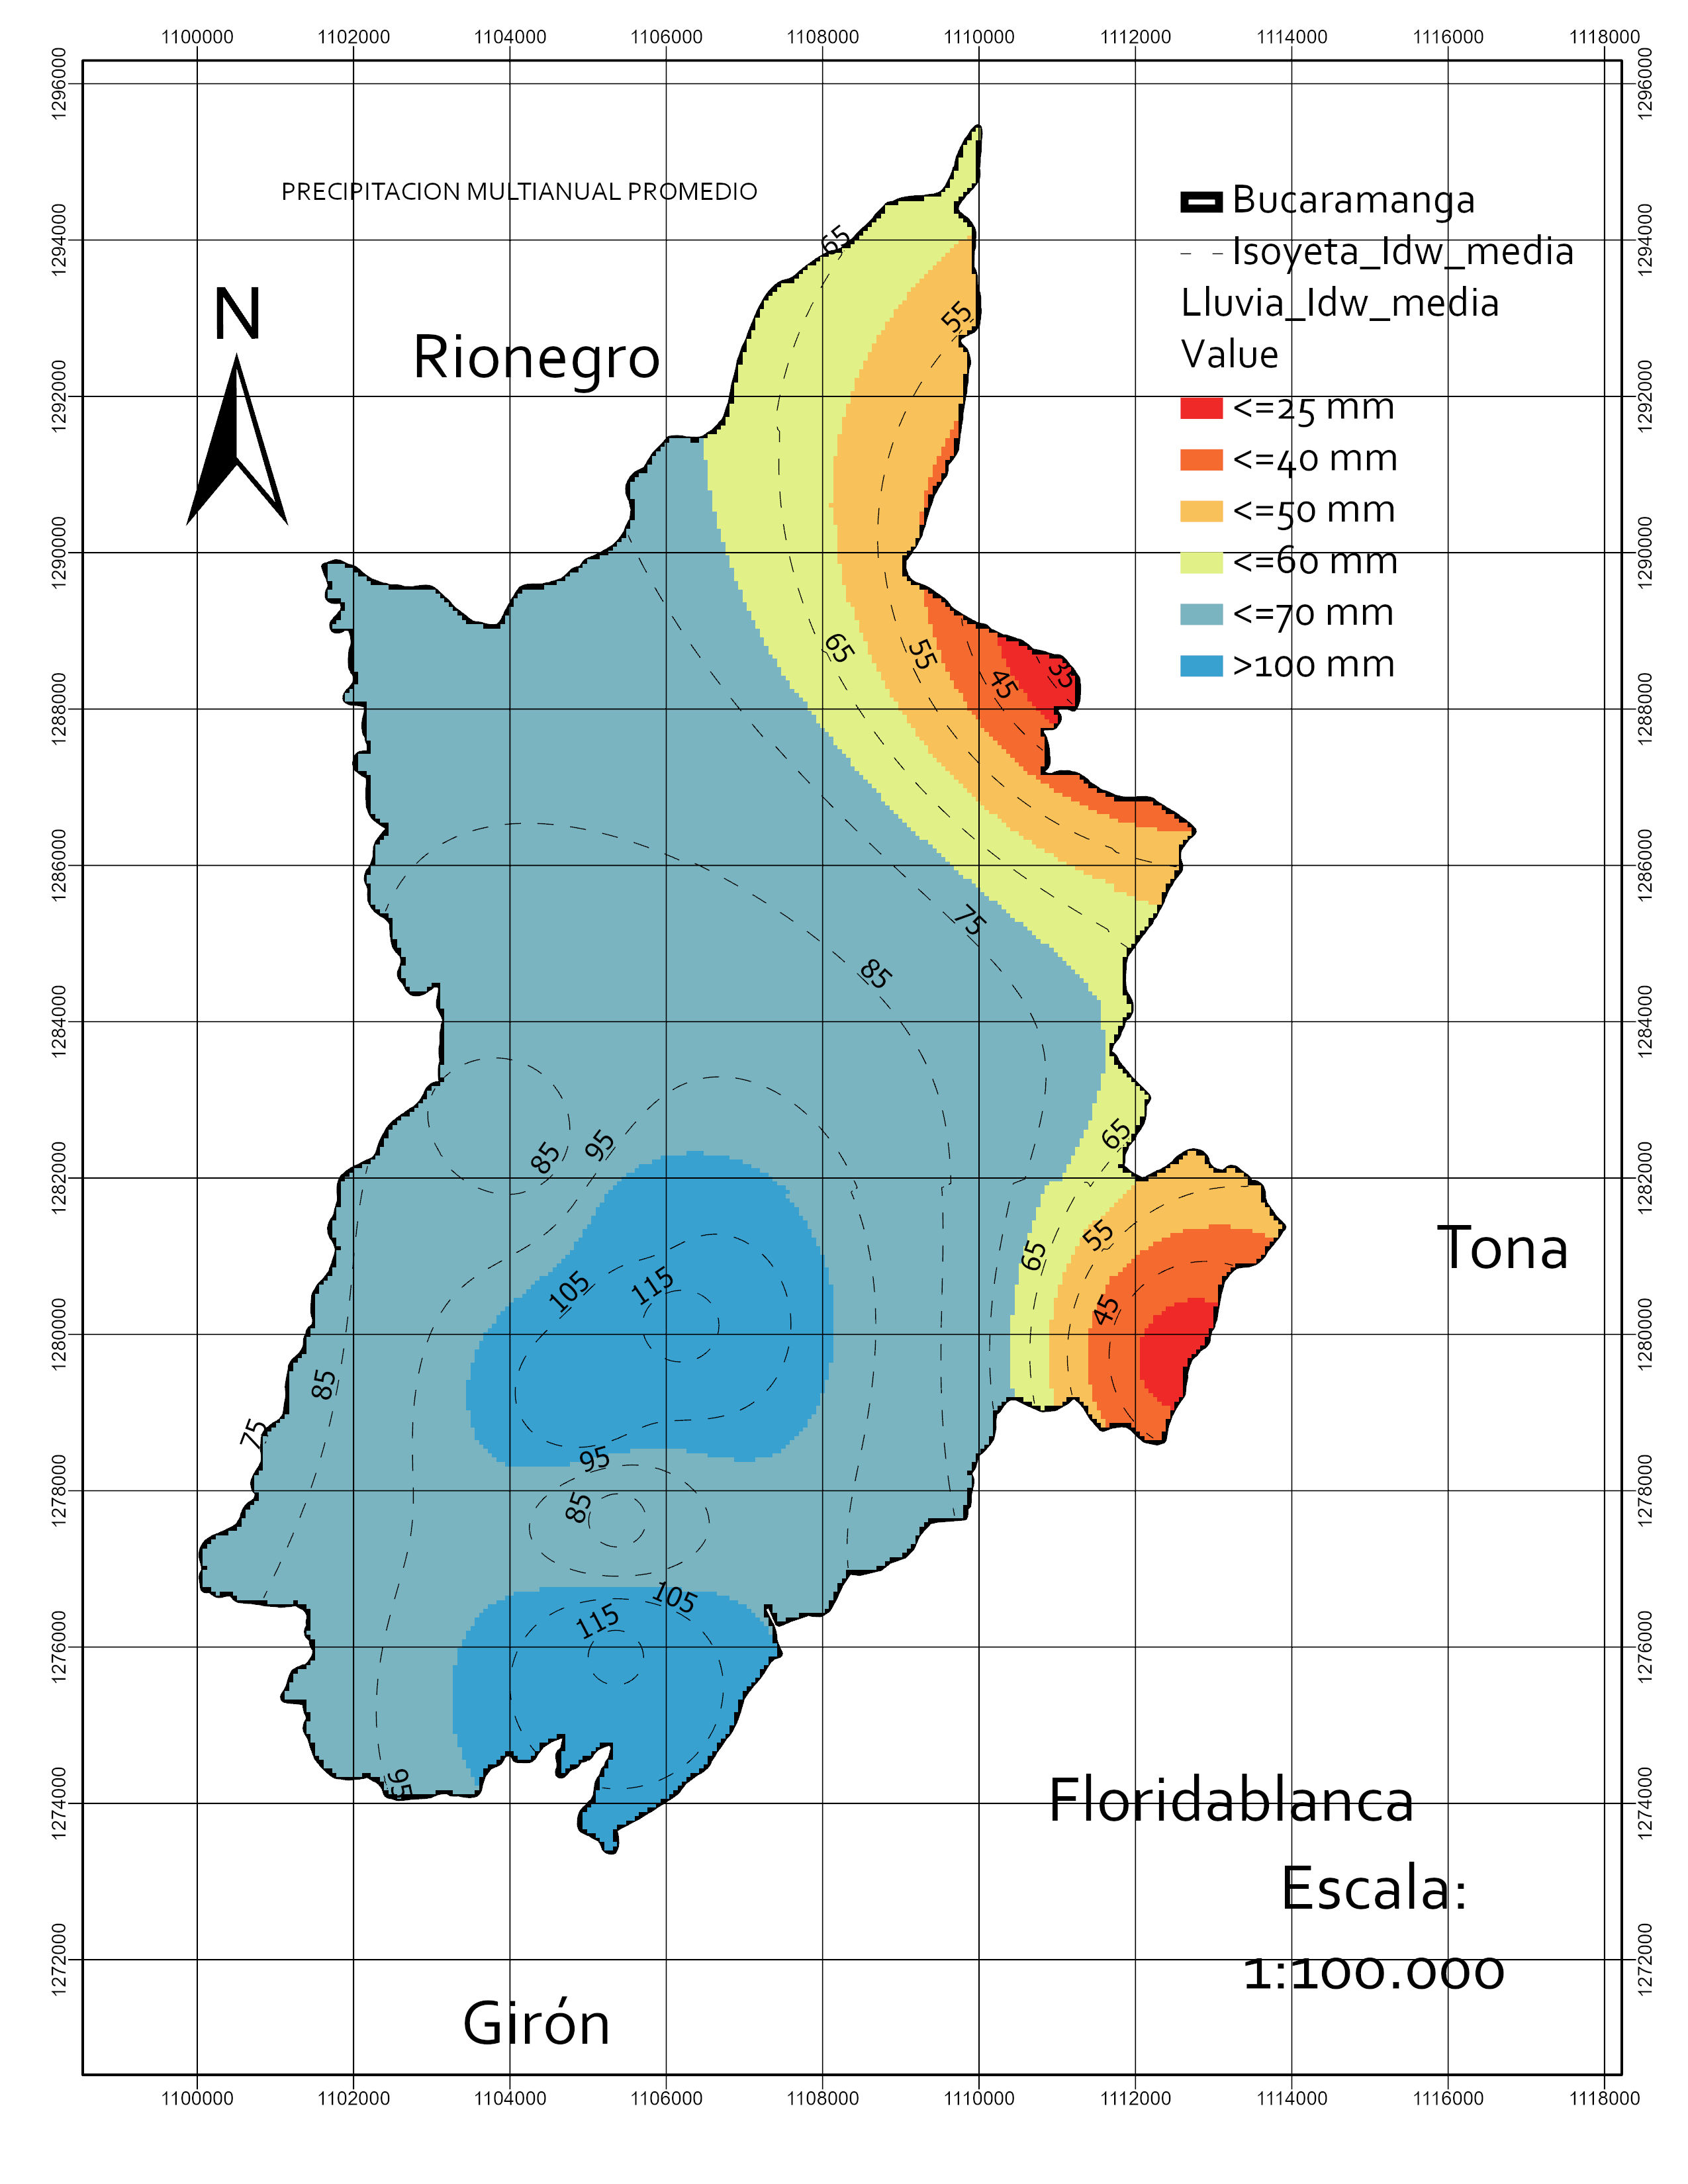 1100000 1102000 1104000 1106000 1108000 1110000 1112000 1114000 1116000 1118000
1296000 1296000
PRECIPITACION MULTIANUAL PROMEDIO
Bucaramanga
1294000 65 1294000
Isoyeta_Idw_media
Lluvia_Idw_media
N
55
Rionegro
Value
1292000 1292000
<=25 mm
<=40 mm
<=50 mm
1290000 1290000
<=60 mm
<=70 mm
65 55 45 35
>100 mm
1288000 1288000
1286000 1286000
75
85
1284000 1284000
85 95 65
1282000 1282000
55
65
Tona
105 115 45
1280000 1280000
85
75
95
1278000 1278000
85
105
115
1276000 1276000
95
1274000 1274000
Floridablanca
Escala:
1272000 1272000
1:100.000
Girón
1100000 1102000 1104000 1106000 1108000 1110000 1112000 1114000 1116000 1118000